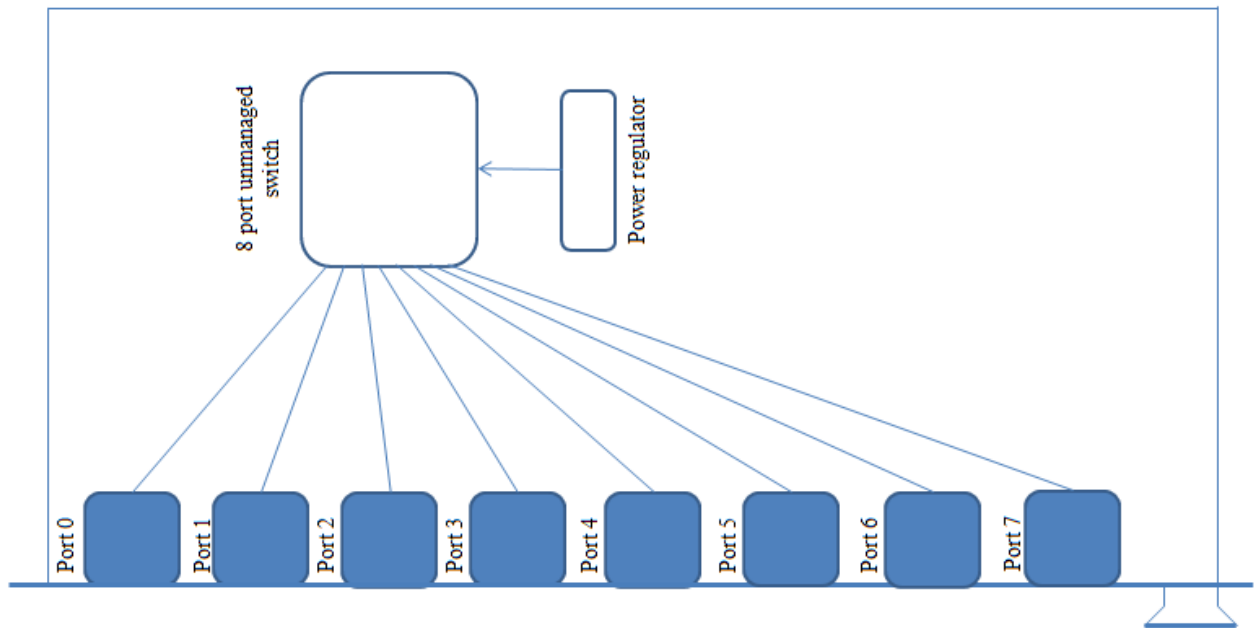 8 port unmanaged
switch
Power regulator
Port 0
Port 1
Port 2
Port 3
Port 4
Port 5
Port 6
Port 7